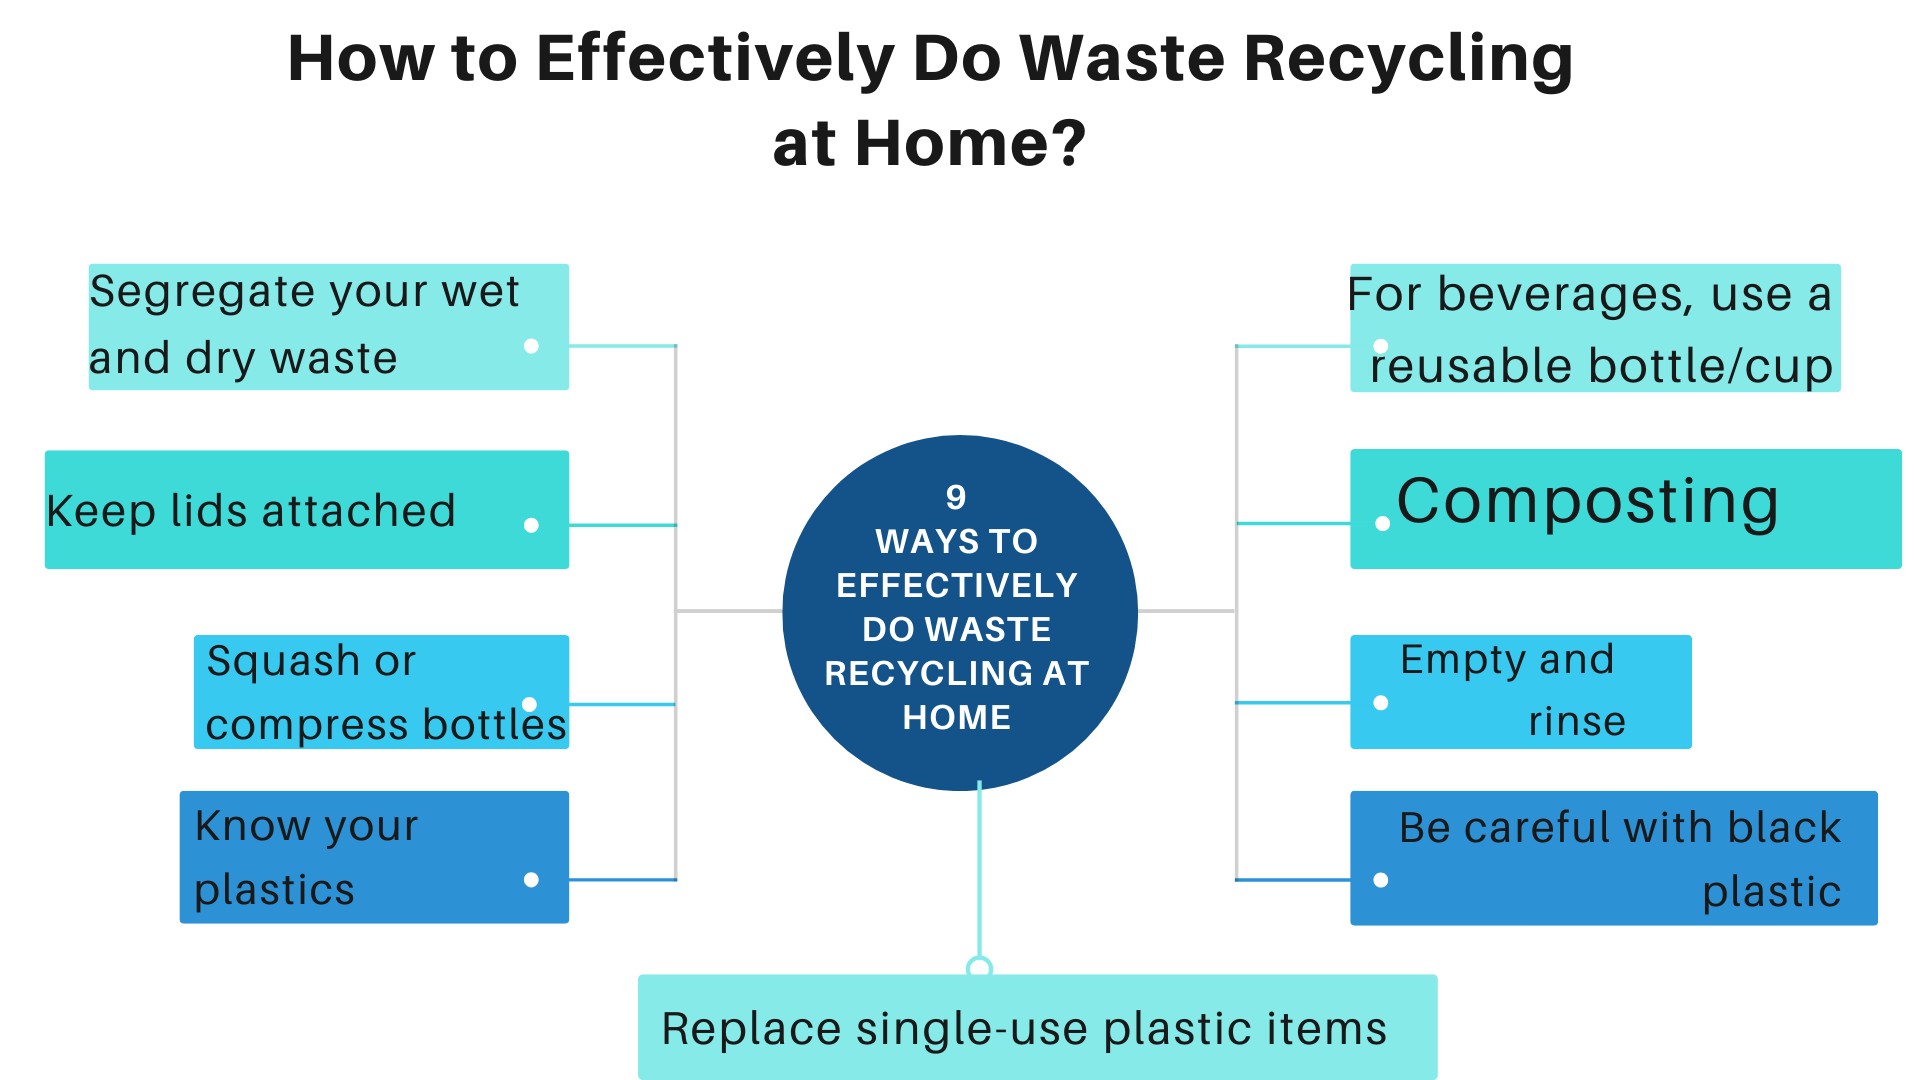 How to Effectively Do Waste Recycling
at Home?
Segregate your wet
and dry waste
Keep lids attached
Squash or
compress bottles
Know your
plastics
9
WAYS TO
EFFECTIVELY
DO WASTE
RECYCLING AT
HOME
For beverages, use a
reusable bottle/cup
Composting
Empty and
rinse
Be careful with black
plastic
Replace single-use plastic items